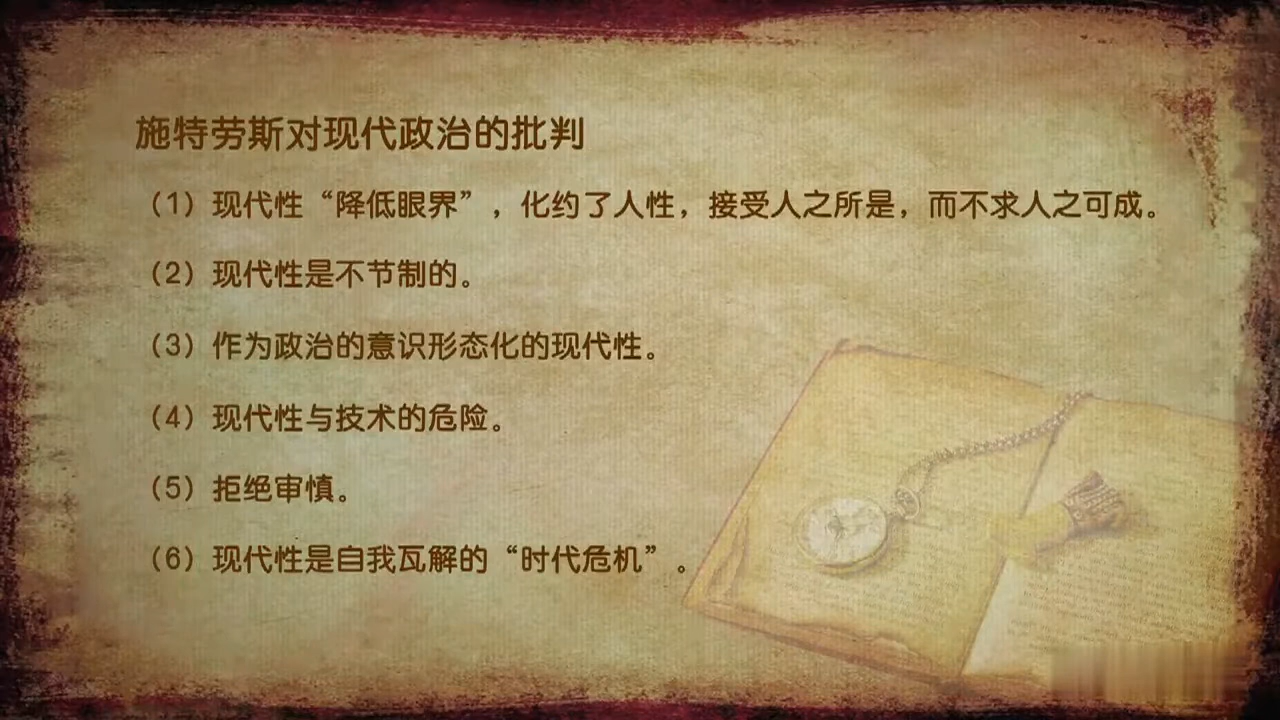 施特劳斯对现代政治的批判
（1）现代性“降低眼界”，化约了人性，接受人之所是，而不求人之可成。
（2）现代性是不节制的。
（3）作为政治的意识形态化的现代性。
（4）现代性与技术的危险。
（5）拒绝审慎。
（6）现代性是自我瓦解的“时代危机”。